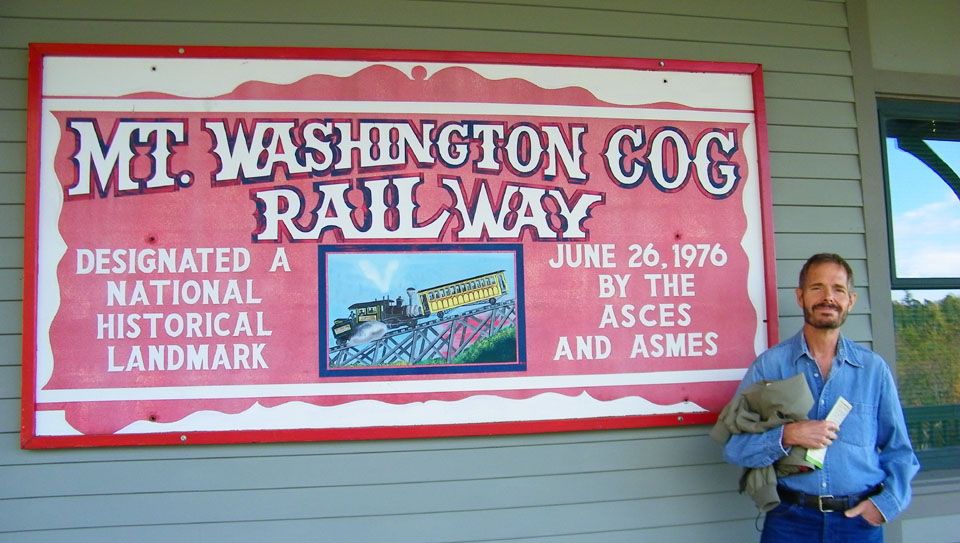 MT. WASHINGTON COG
RAILWAY
DESIGNATED A
NATIONAL
HISTORICAL
LANDMARK
JUNE 26, 1976
BY THE
ASCES
AND ASMES